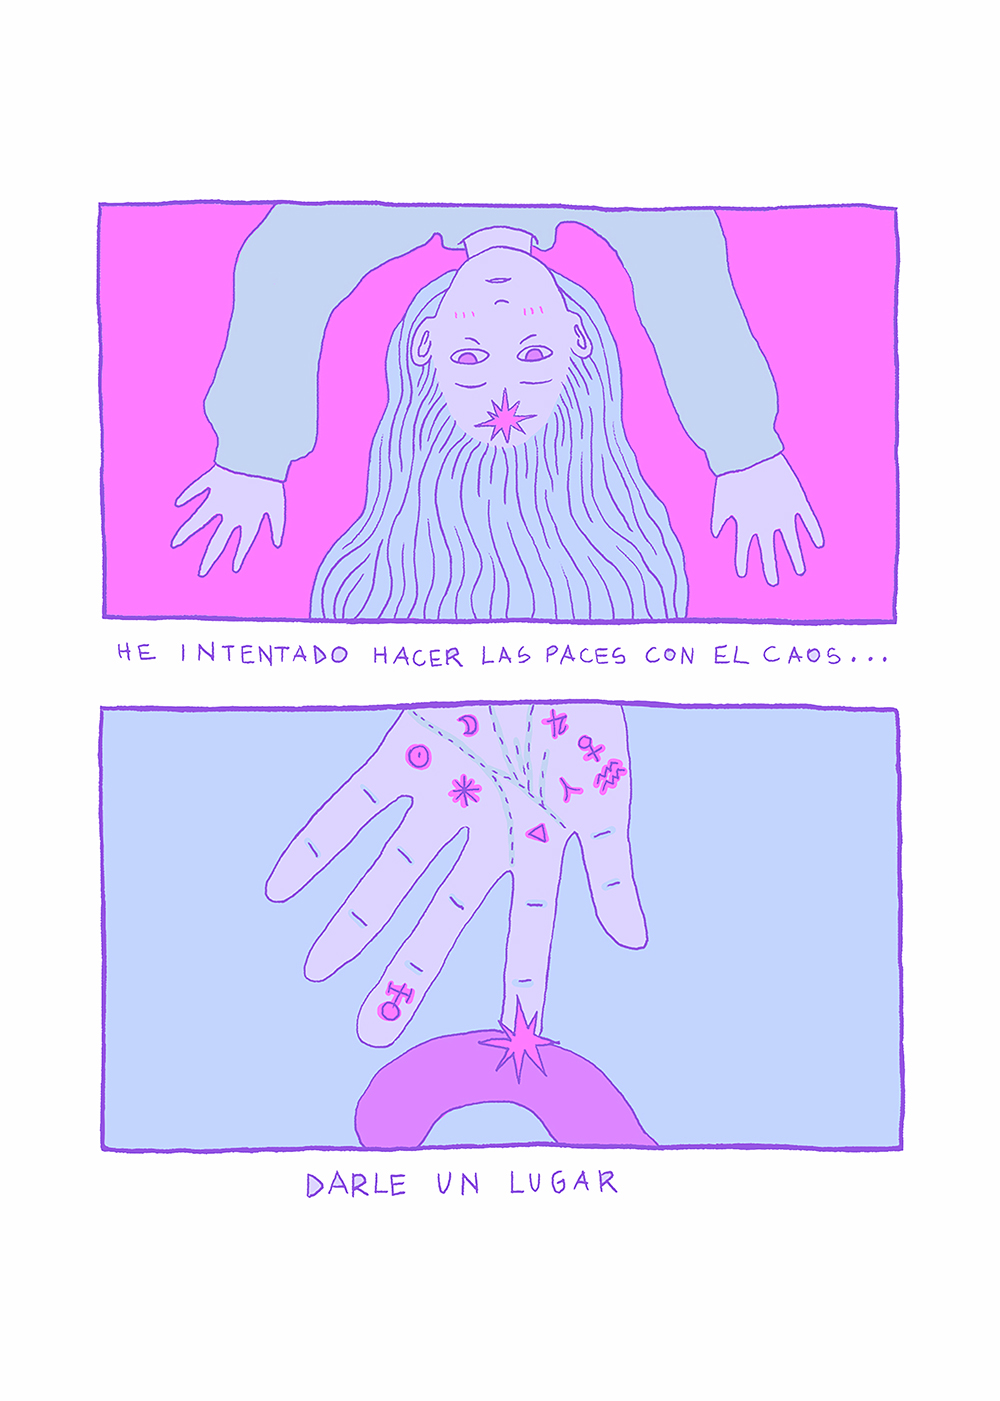 HE INTENTADO HACER LAS PACES CON EL CAOS...
DARLE UN LUGAR